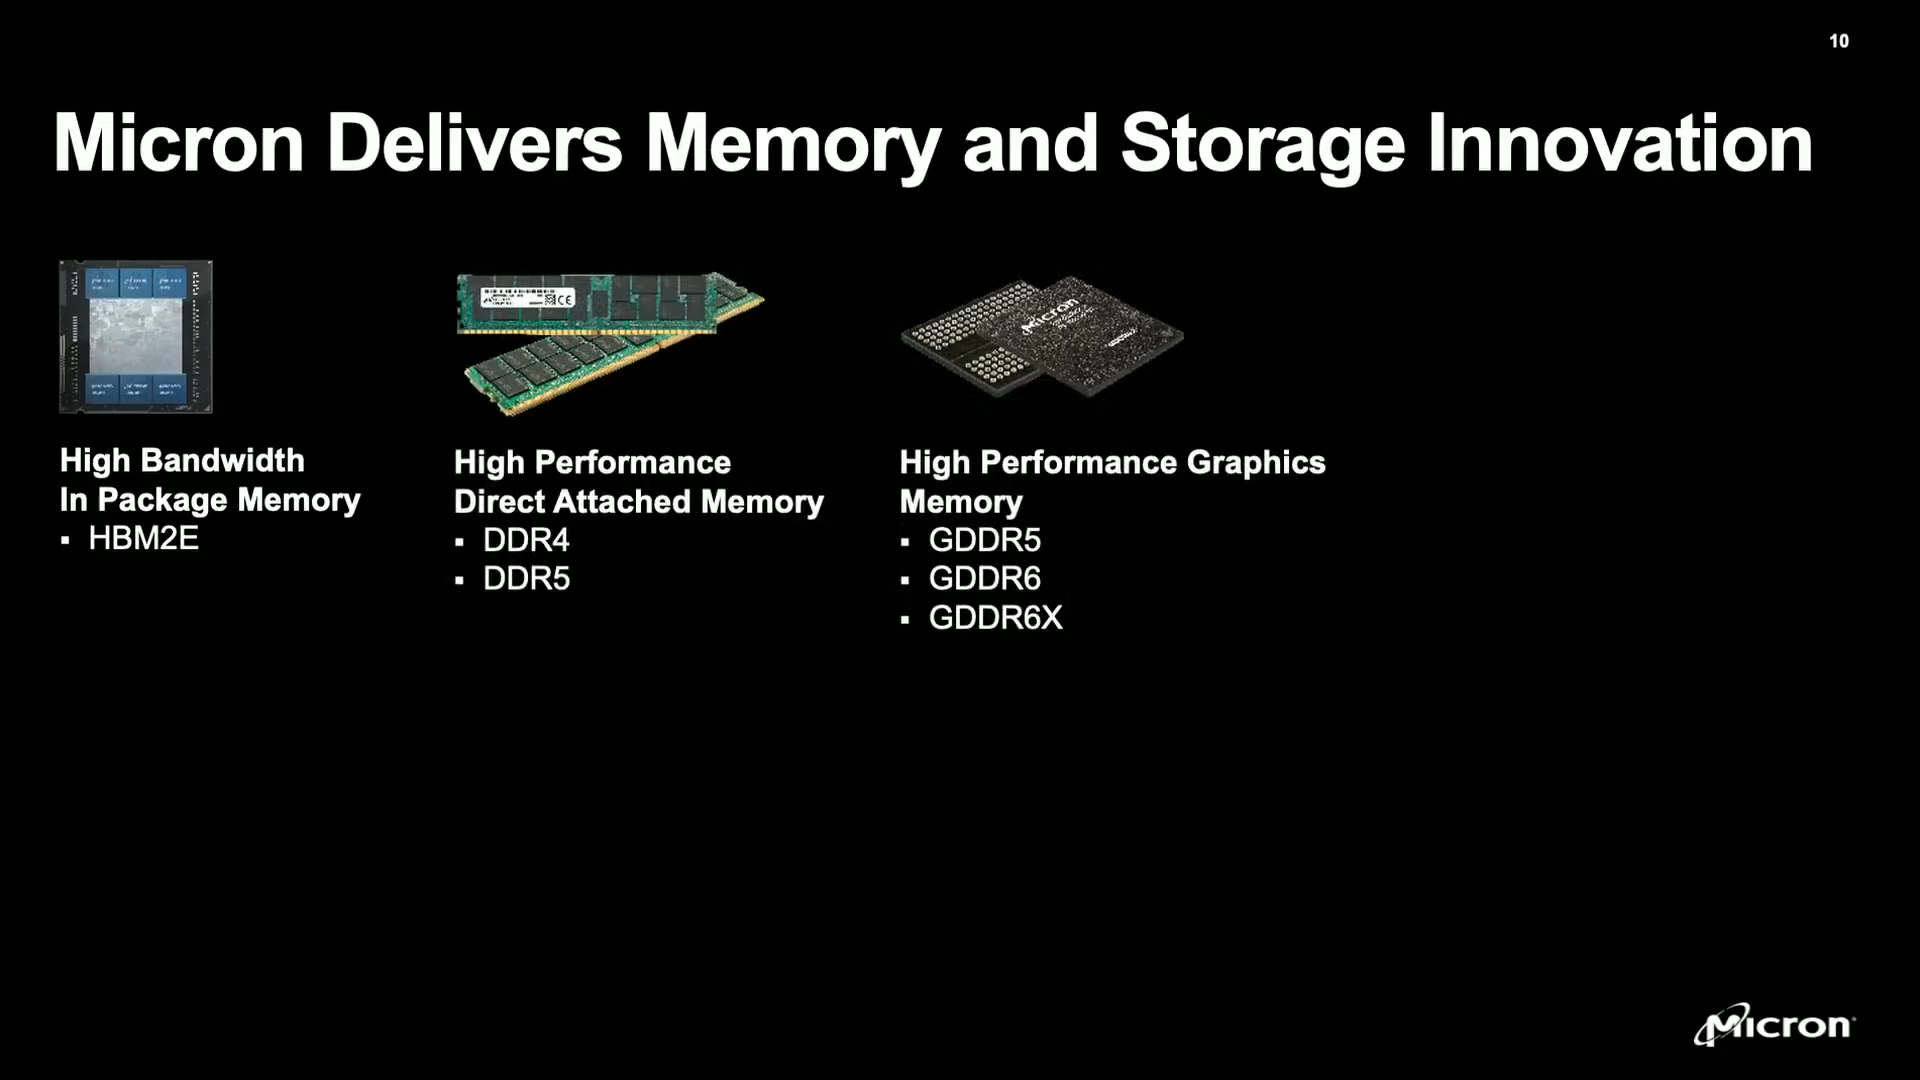 10
Micron Delivers Memory and Storage Innovation
Micron
High Bandwidth
In Package Memory
▪ HBM2E
High Performance
Direct Attached Memory
▪ DDR4
▪ DDR5
High Performance Graphics
Memory
▪ GDDR5
▪ GDDR6
▪ GDDR6X
Micron